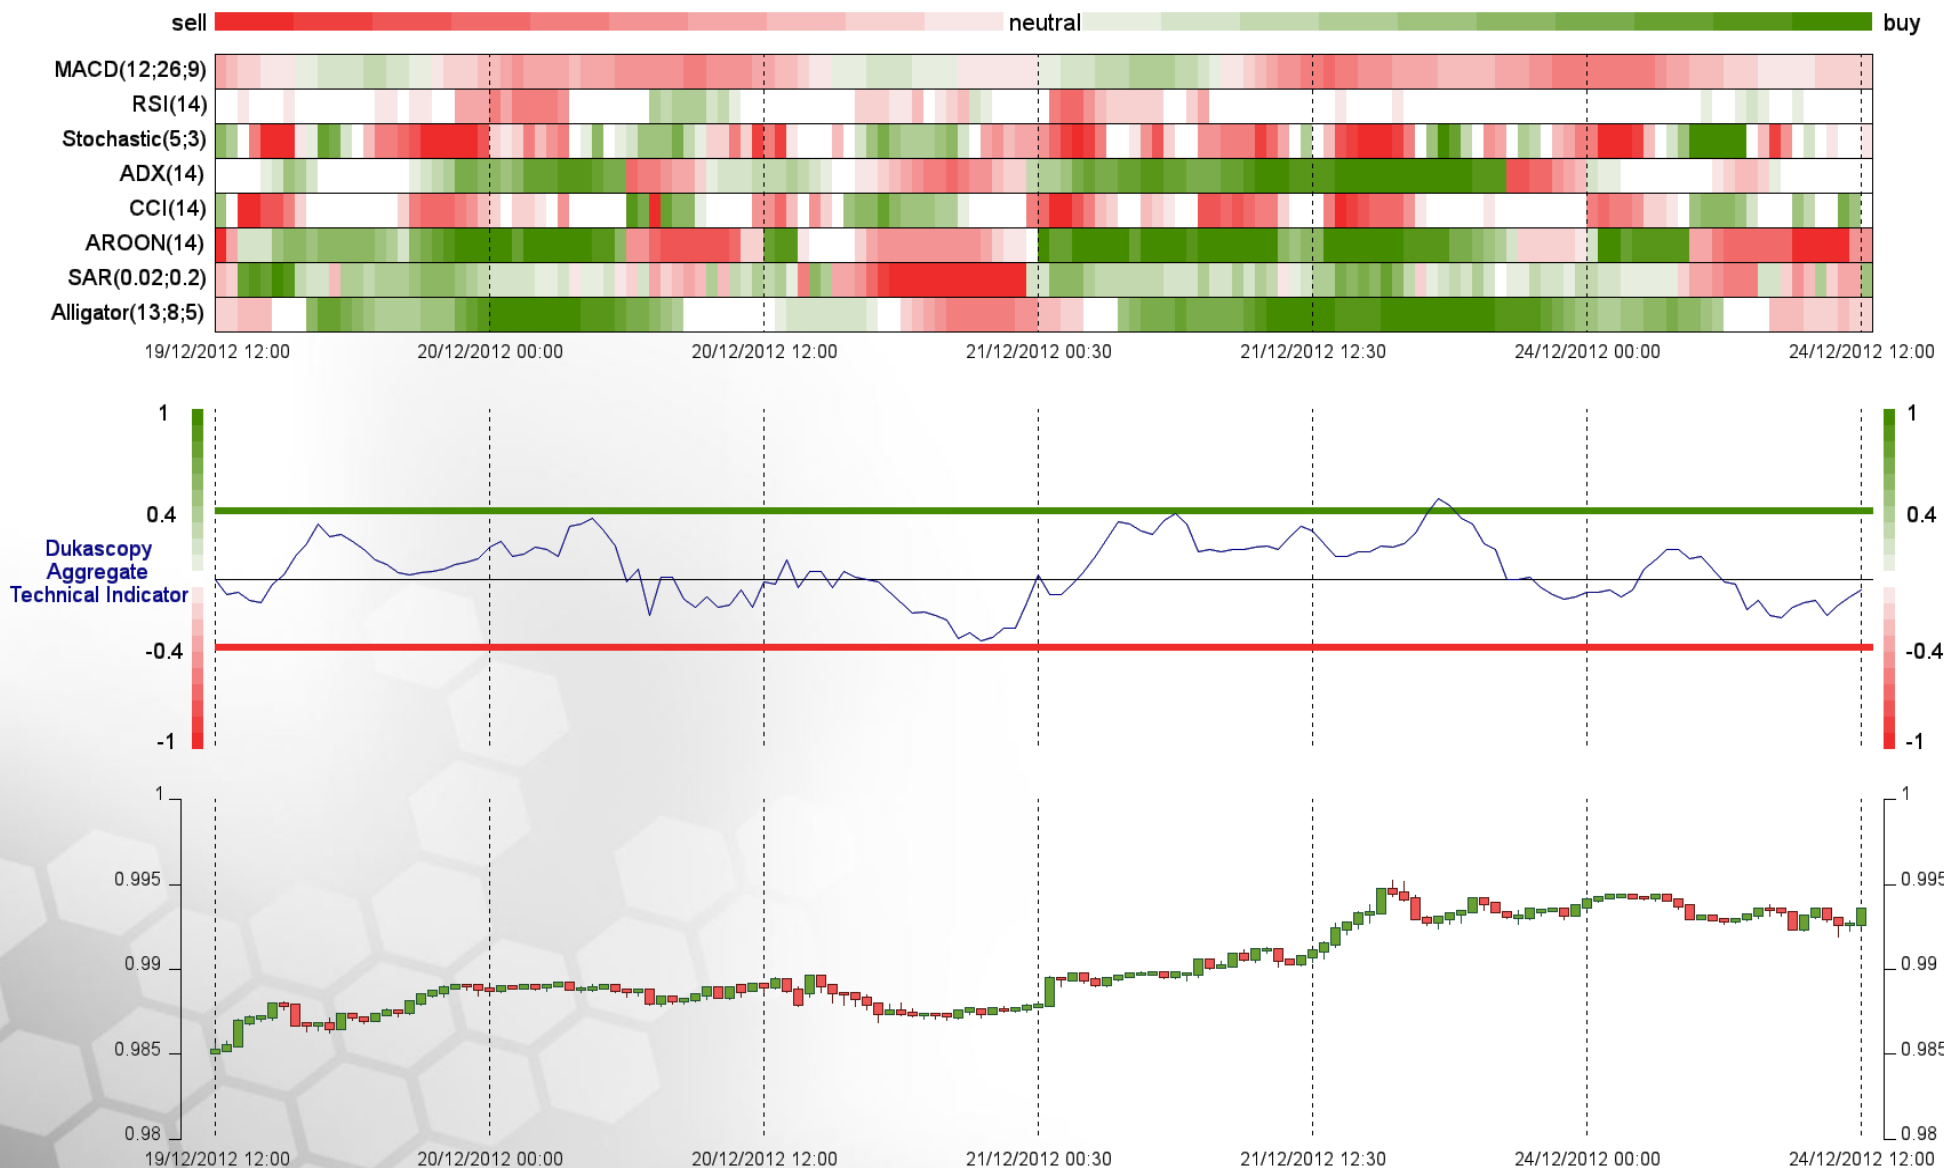 sell neutral buy
MACD(12;26;9)
RSI(14)
Stochastic(5;3)
ADX(14)
CCI(14)
AROON(14)
SAR(0.02;0.2)
Alligator(13;8;5)
19/12/2012 12:00 20/12/2012 00:00 20/12/2012 12:00 21/12/2012 00:30 21/12/2012 12:30 24/12/2012 00:00 24/12/2012 12:00
1 1
0.4 0.4
Dukascopy
Aggregate
Technical Indicator
-0.4 -0.4
-1 -1
1 1
0.995 0.995
0.99 0.99
0.985 0.985
0.98 0.98
19/12/2012 12:00 20/12/2012 00:00 20/12/2012 12:00 21/12/2012 00:30 21/12/2012 12:30 24/12/2012 00:00 24/12/2012 12:00